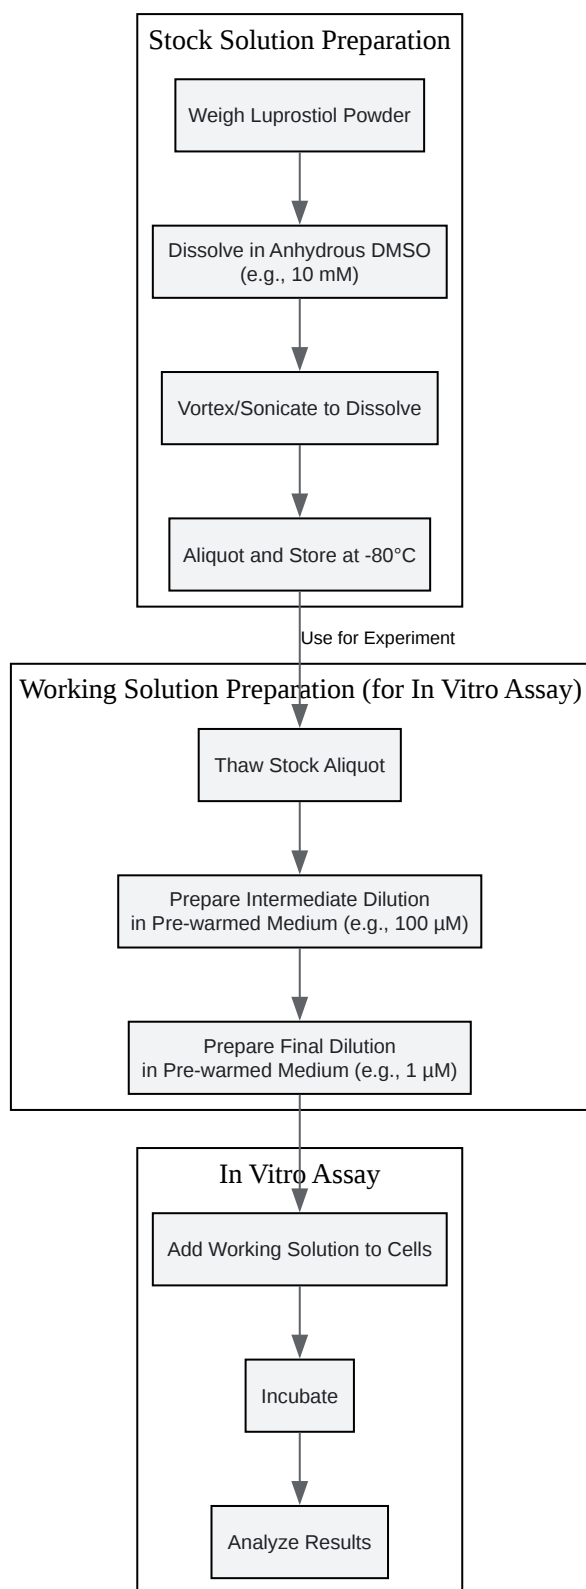 Stock Solution Preparation
Weigh Luprostiol Powder
Dissolve in Anhydrous DMSO
(e.g., 10 mM)
Vortex/Sonicate to Dissolve
Aliquot and Store at -80°C
Use for Experiment
Working Solution Preparation (for In Vitro Assay)
Thaw Stock Aliquot
Prepare Intermediate Dilution
in Pre-warmed Medium (e.g., 100 µM)
Prepare Final Dilution
in Pre-warmed Medium (e.g., 1 µM)
In Vitro Assay
Add Working Solution to Cells
Incubate
Analyze Results